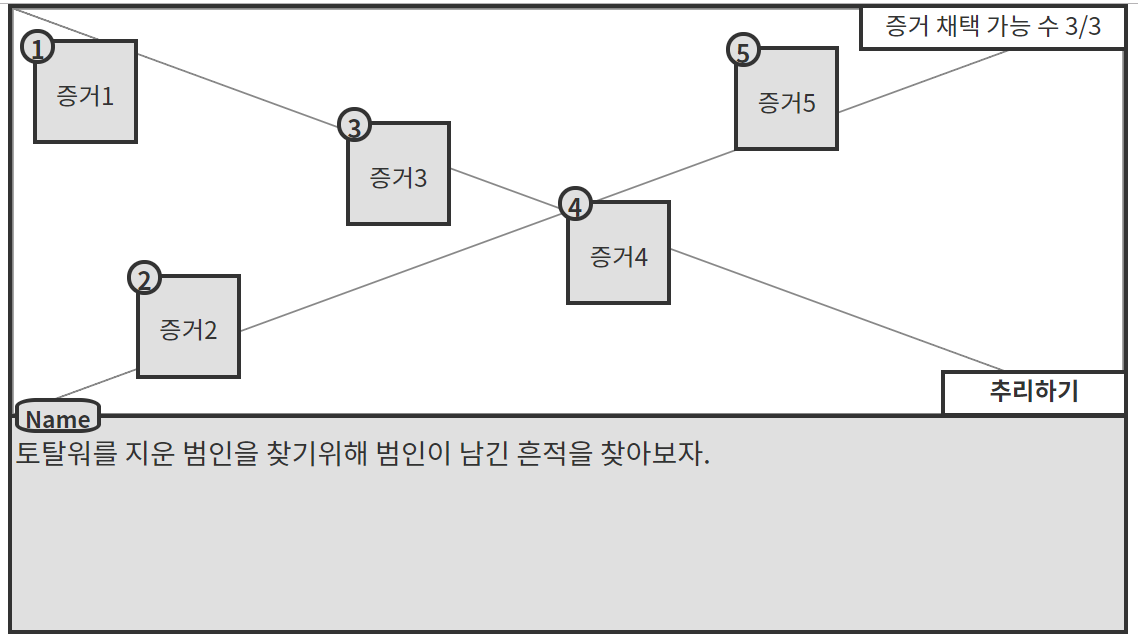 증거 채택 가능 수 3/3
1
증거1
5
증거5
3
증거3
4
증거4
2
증거2
추리하기
Name
토탈워를 지운 범인을 찾기위해 범인이 남긴 흔적을 찾아보자.